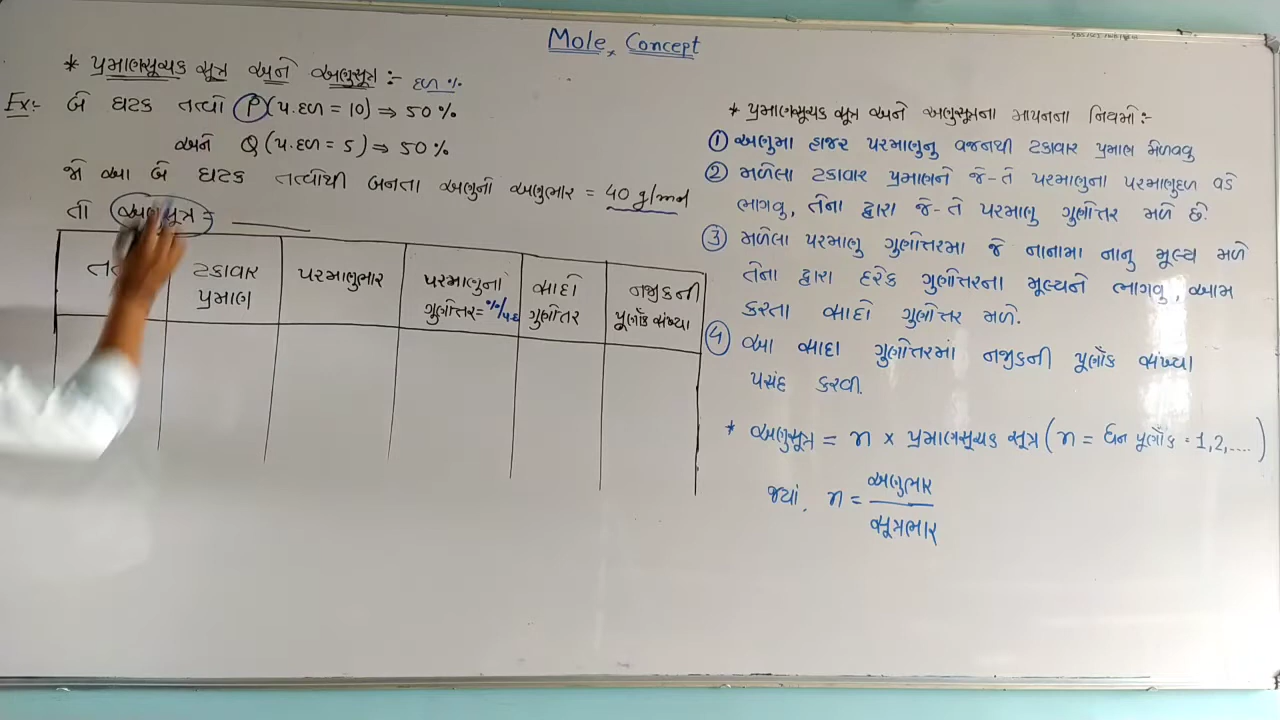 Mole Concept
* પ્રમાણસૂચક સૂત્ર અને અણુસૂત્ર :- દળ %
Ex:- બે ઘટક તત્વો P (પ.દળ = 10) ⇒ 50 %
અને Q (પ.દળ = 5) ⇒ 50 %
જો આ બે ઘટક તત્વોથી બનતા અણુનો અણુભાર = 40 g/mol
તો અણુસૂત્ર = ______
ટકાવાર પ્રમાણ
પરમાણુભાર
પરમાણુનો ગુણોત્તર = %/પ.દ
સાદો ગુણોત્તર
નજીકની પૂર્ણાંક સંખ્યા
* પ્રમાણસૂચક સૂત્ર અને અણુસૂત્રના માપનના નિયમો :-
① અણુમા હાજર પરમાણુનુ વજનથી ટકાવાર પ્રમાણ મેળવવુ
② મળેલા ટકાવાર પ્રમાણને જે-તે પરમાણુના પરમાણુદળ વડે
ભાગવુ, તેના દ્વારા જે-તે પરમાણુ ગુણોત્તર મળે છે.
③ મળેલા પરમાણુ ગુણોત્તરમા જે નાનામા નાનુ મૂલ્ય મળે
તેના દ્વારા દરેક ગુણોત્તરના મૂલ્યને ભાગવુ, આમ
કરતા સાદો ગુણોત્તર મળે.
④ આ સાદા ગુણોત્તરમાં નજીકની પૂર્ણાંક સંખ્યા
પસંદ કરવી.
* અણુસૂત્ર = n × પ્રમાણસૂચક સૂત્ર (n = ધન પૂર્ણાંક = 1,2,....)
જ્યાં, n = અણુભાર
સૂત્રભાર